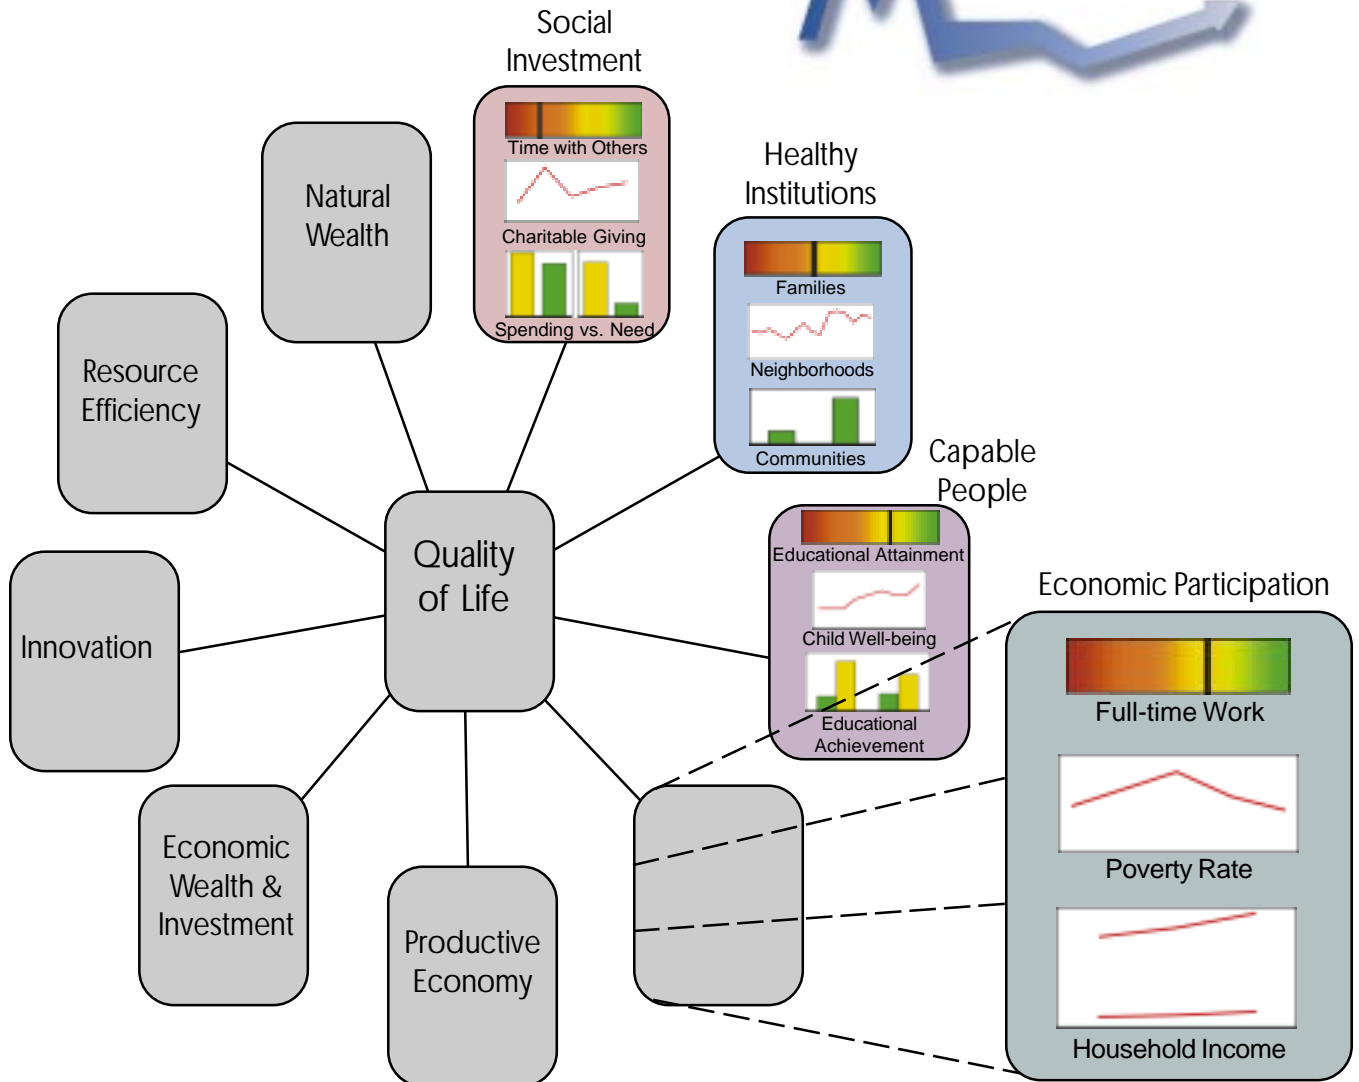 Social
Investment
Time with Others
Charitable Giving
Spending vs. Need
Healthy
Institutions
Families
Neighborhoods
Communities
Natural
Wealth
Resource
Efficiency
Quality
of Life
Capable
People
Educational Attainment
Child Well-being
Educational
Achievement
Economic Participation
Full-time Work
Poverty Rate
Household Income
Innovation
Economic
Wealth &
Investment
Productive
Economy